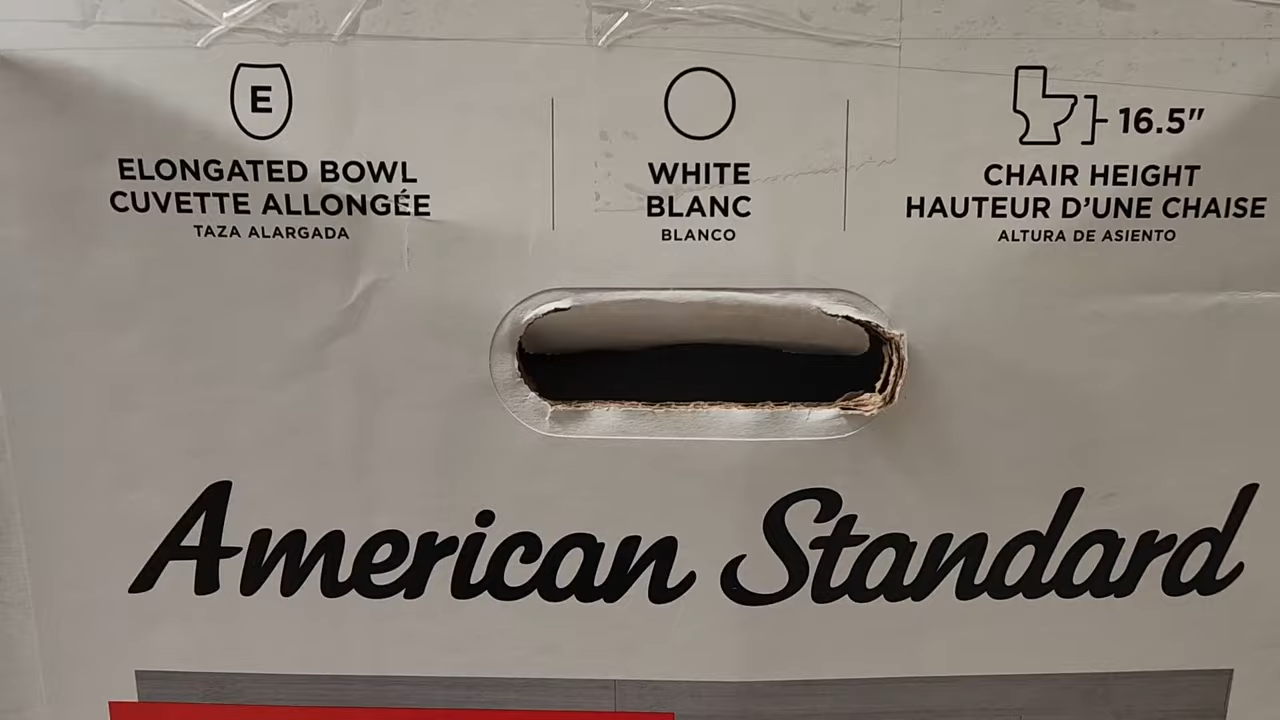 E
ELONGATED BOWL
CUVETTE ALLONGÉE
TAZA ALARGADA
WHITE
BLANC
BLANCO
16.5"
CHAIR HEIGHT
HAUTEUR D'UNE CHAISE
ALTURA DE ASIENTO
American Standard